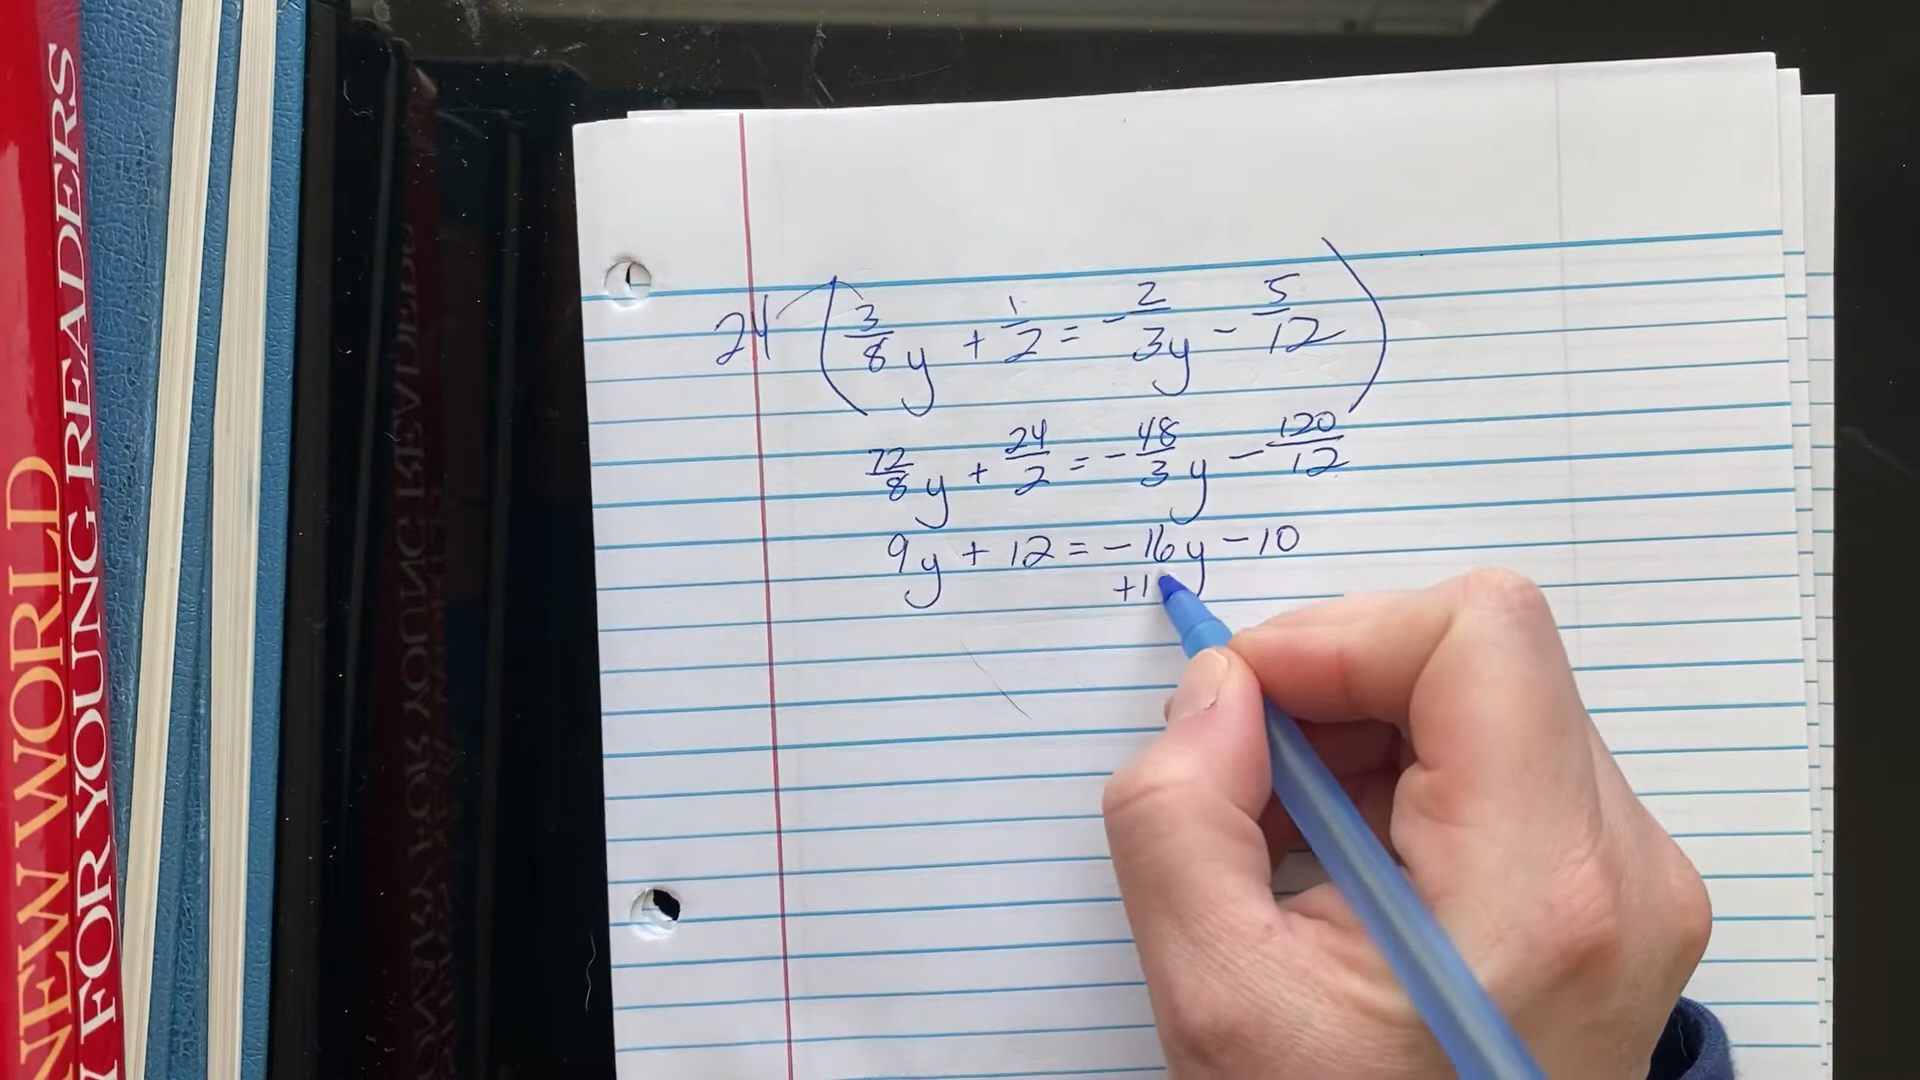 NEW WORLD
FOR YOUNG READERS
24 (3/8 y + 1/2 = -2/3y - 5/12)
72/8 y + 24/2 = -48/3 y - 120/12
9y + 12 = -16y - 10
+1